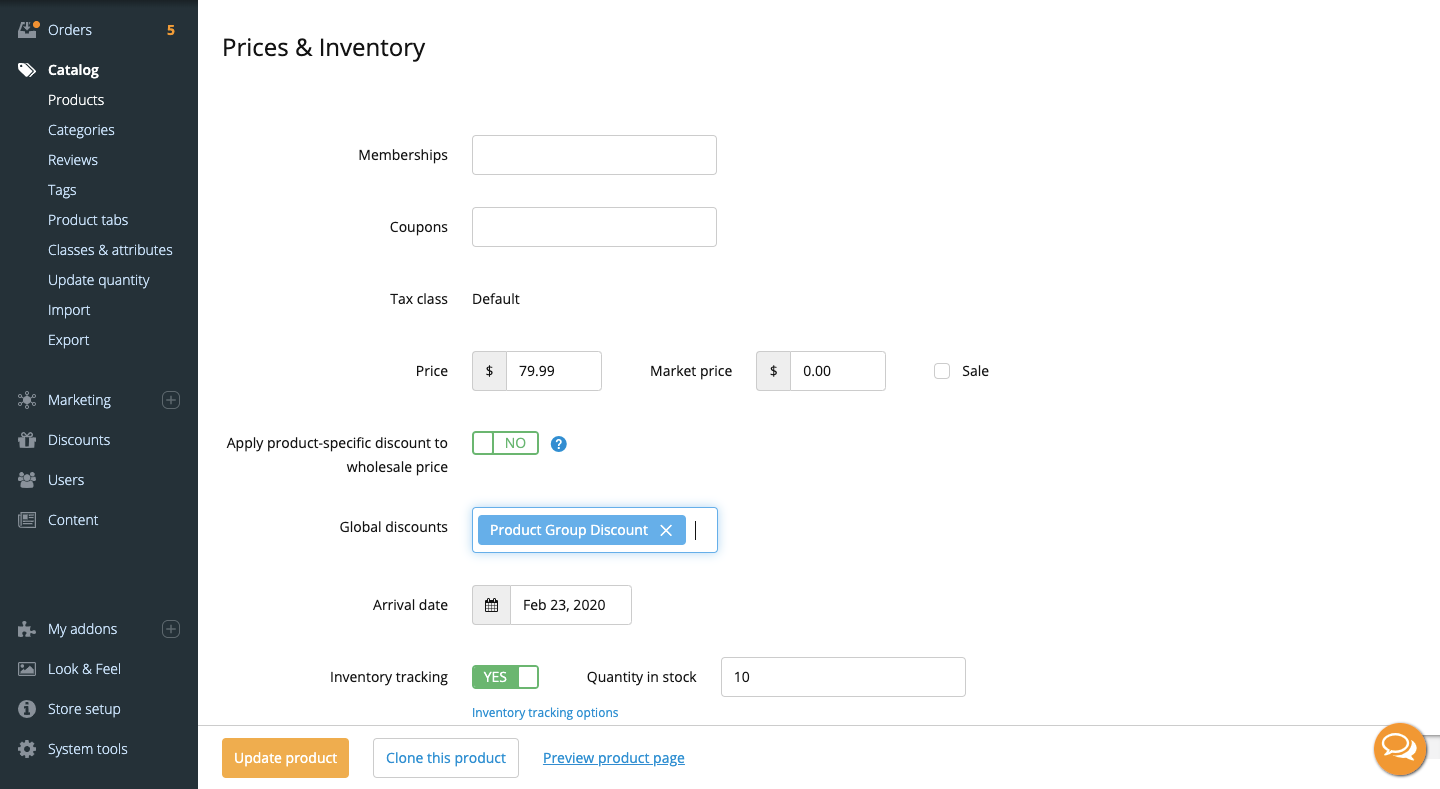 Orders 5
Catalog
Products
Categories
Reviews
Tags
Product tabs
Classes & attributes
Update quantity
Import
Export
Marketing
Discounts
Users
Content
My addons
Look & Feel
Store setup
System tools
Prices & Inventory
Memberships
Coupons
Tax class Default
Price $ 79.99 Market price $ 0.00 Sale
Apply product-specific discount to NO ?
wholesale price
Global discounts Product Group Discount
Arrival date Feb 23, 2020
Inventory tracking YES Quantity in stock 10
Inventory tracking options
Update product Clone this product Preview product page